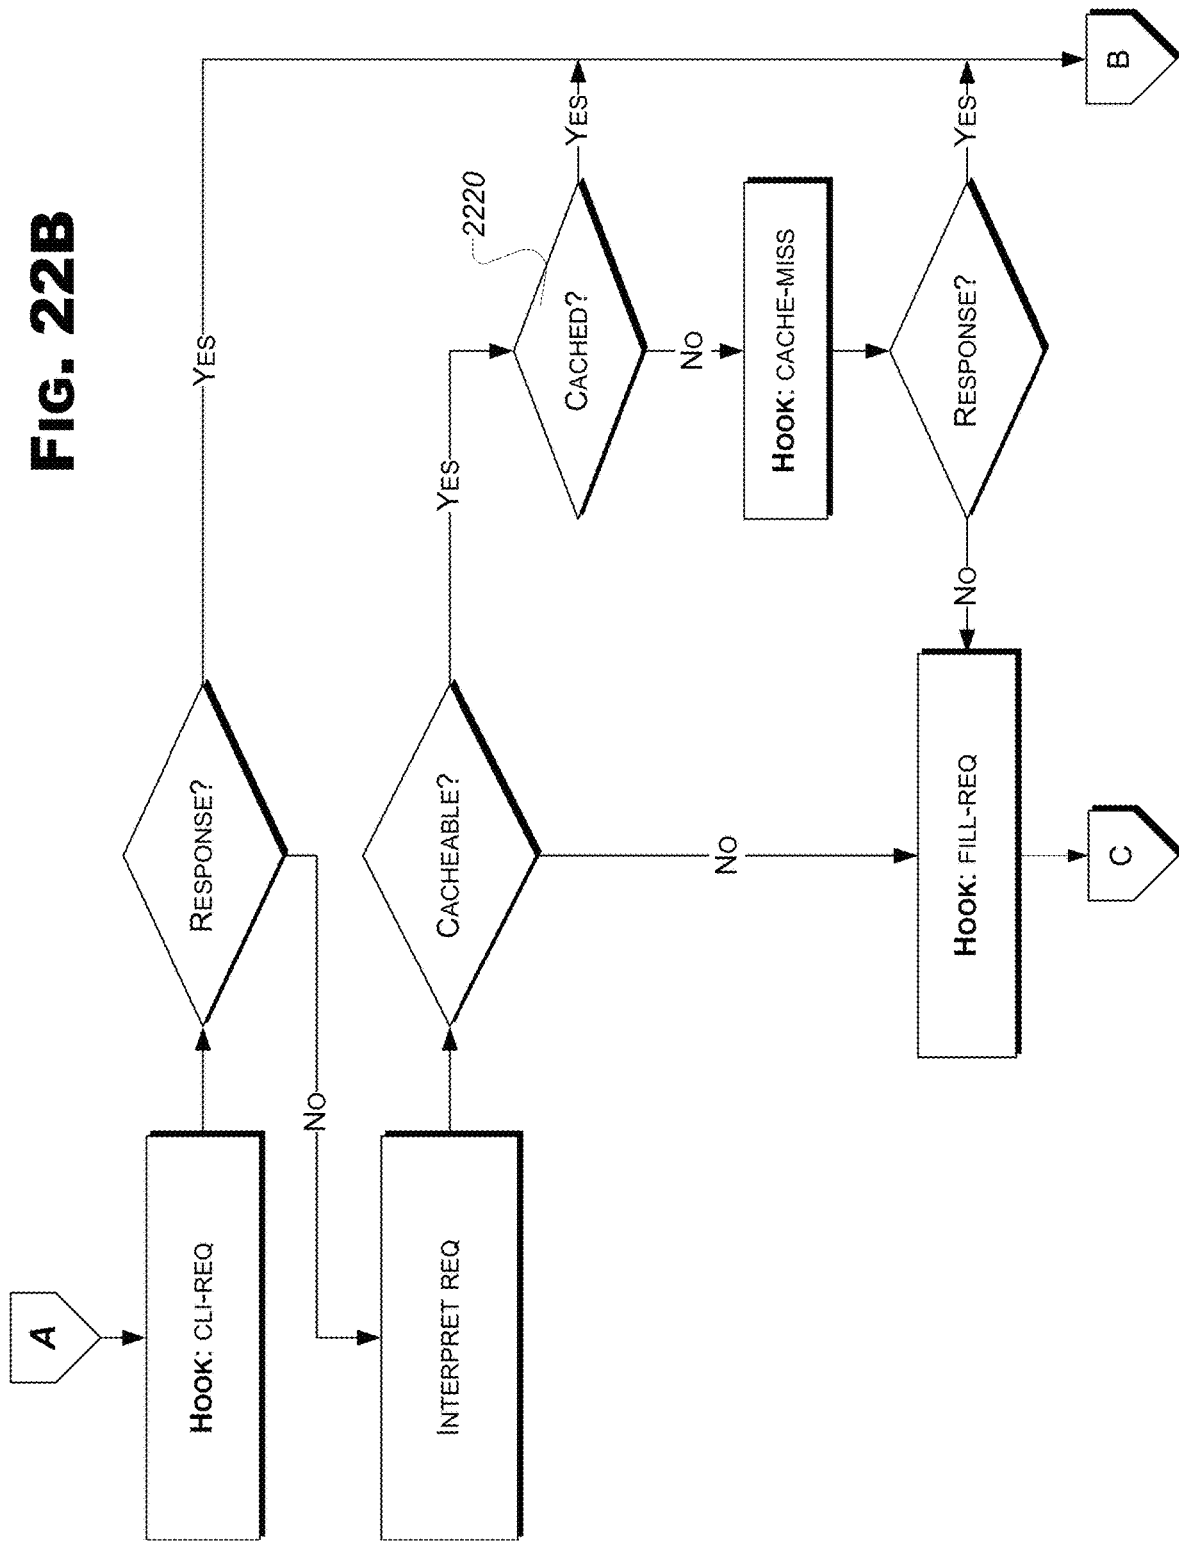 FIG. 22B
A
HOOK: CLI-REQ
RESPONSE?
YES
NO
INTERPRET REQ
CACHEABLE?
YES
CACHED?
2220
YES
NO
NO
HOOK: CACHE-MISS
RESPONSE?
YES
NO
HOOK: FILL-REQ
C
B